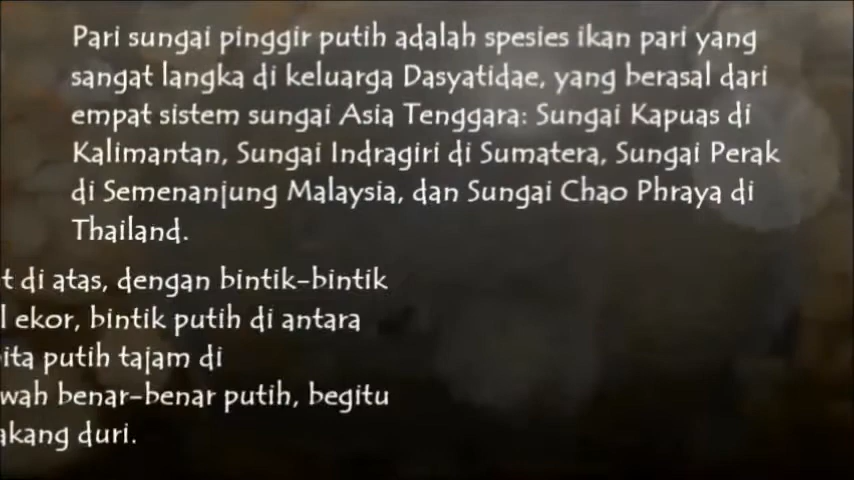 Pari sungai pinggir putih adalah spesies ikan pari yang
sangat langka di keluarga Dasyatidae, yang berasal dari
empat sistem sungai Asia Tenggara: Sungai Kapuas di
Kalimantan, Sungai Indragiri di Sumatera, Sungai Perak
di Semenanjung Malaysia, dan Sungai Chao Phraya di
Thailand.
di atas, dengan bintik-bintik
ekor, bintik putih di antara
putih tajam di
benar-benar putih, begitu
duri.